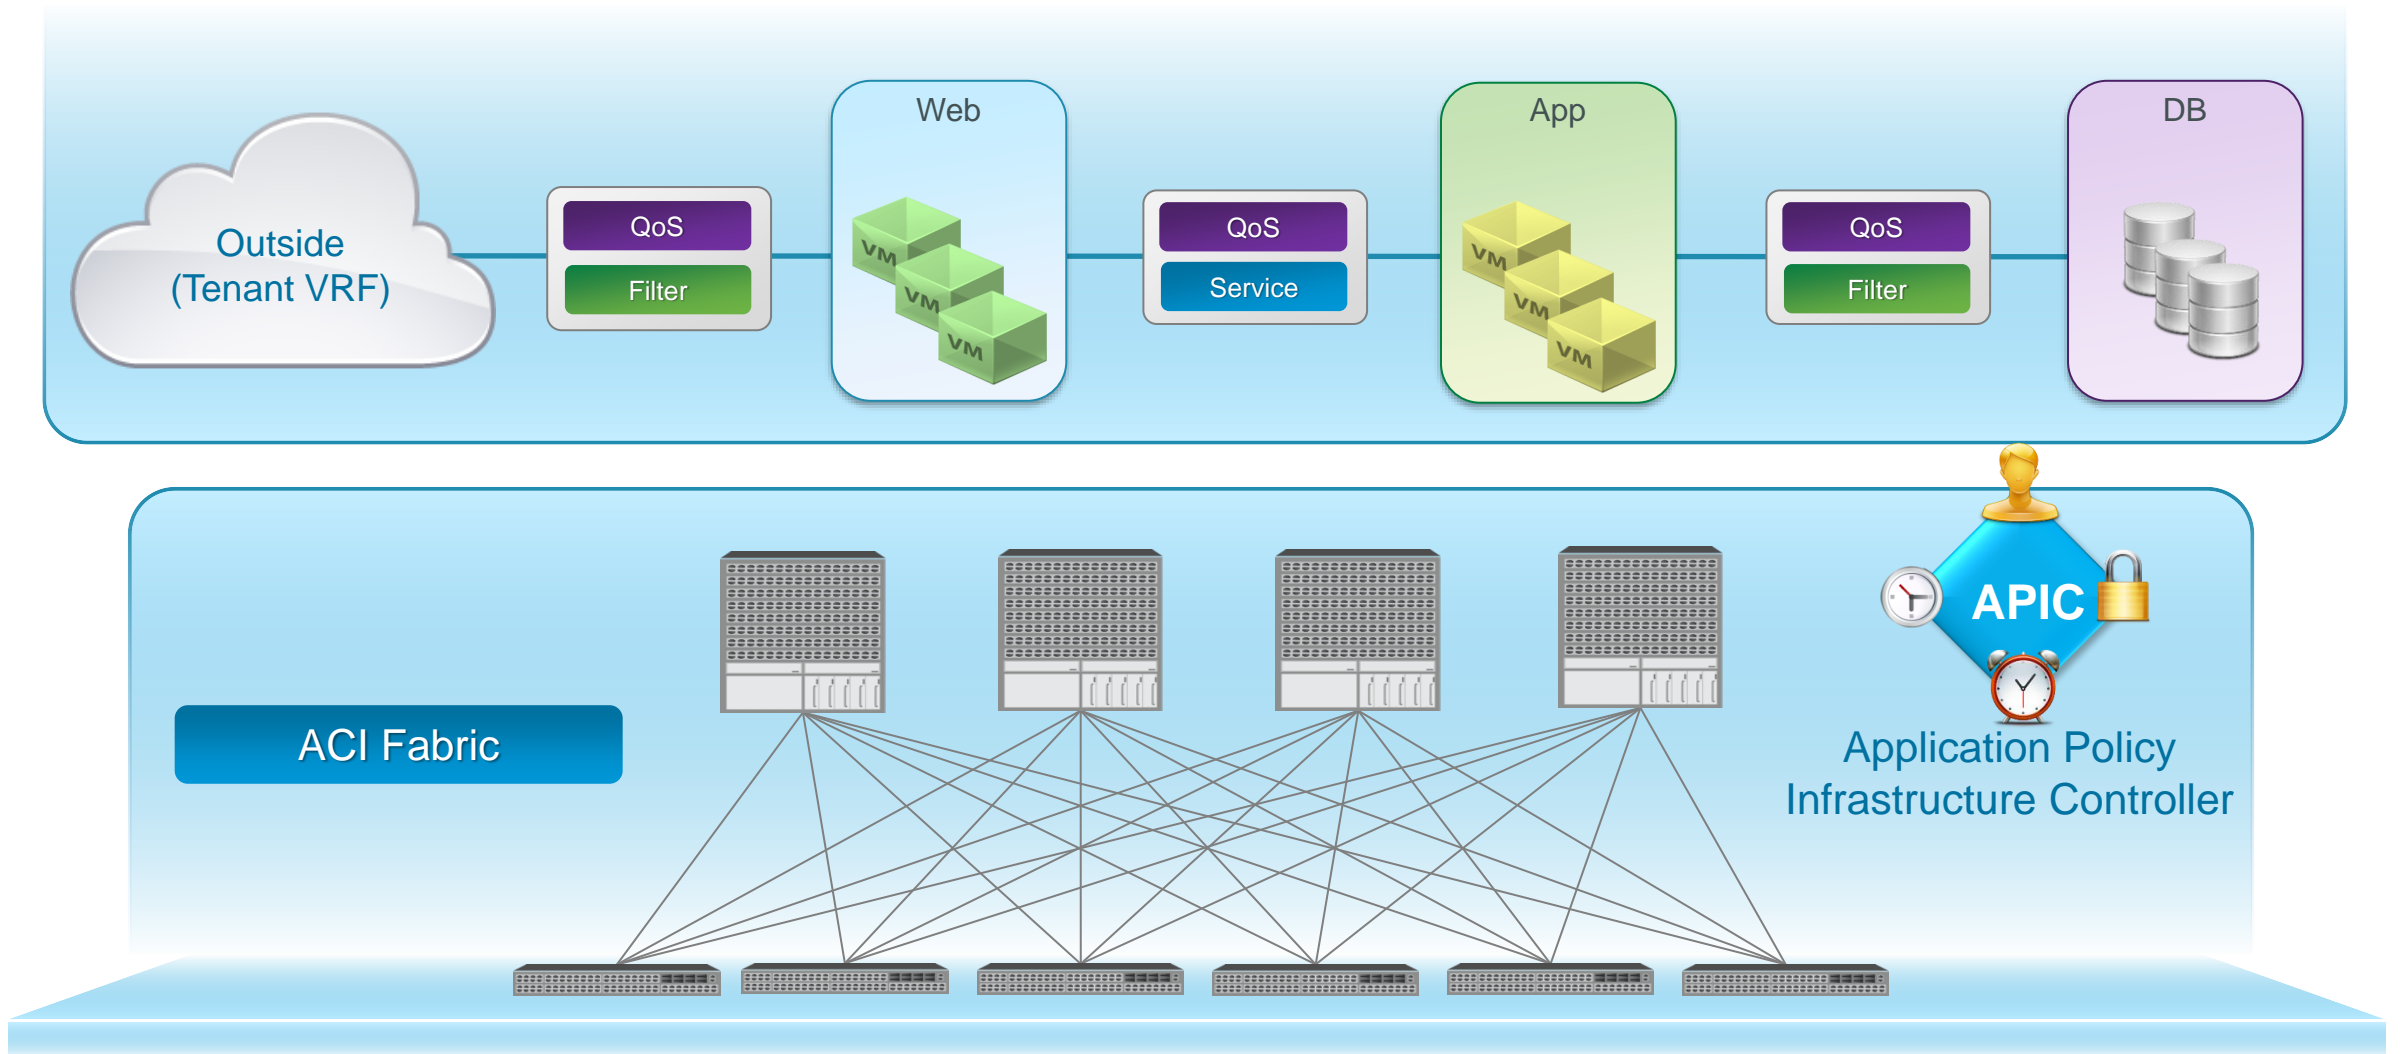 Web
App
DB
Outside
(Tenant VRF)
QoS
Filter
QoS
Service
QoS
Filter
VM
VM
VM
VM
VM
VM
APIC
ACI Fabric
Application Policy
Infrastructure Controller